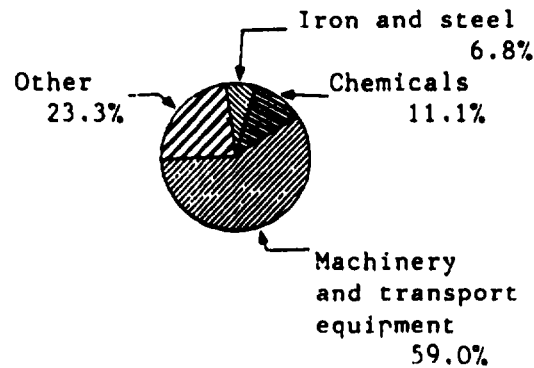 Iron and steel
6.8%
Other
23.3%
Chemicals
11.1%
Machinery
and transport
equipment
59.0%